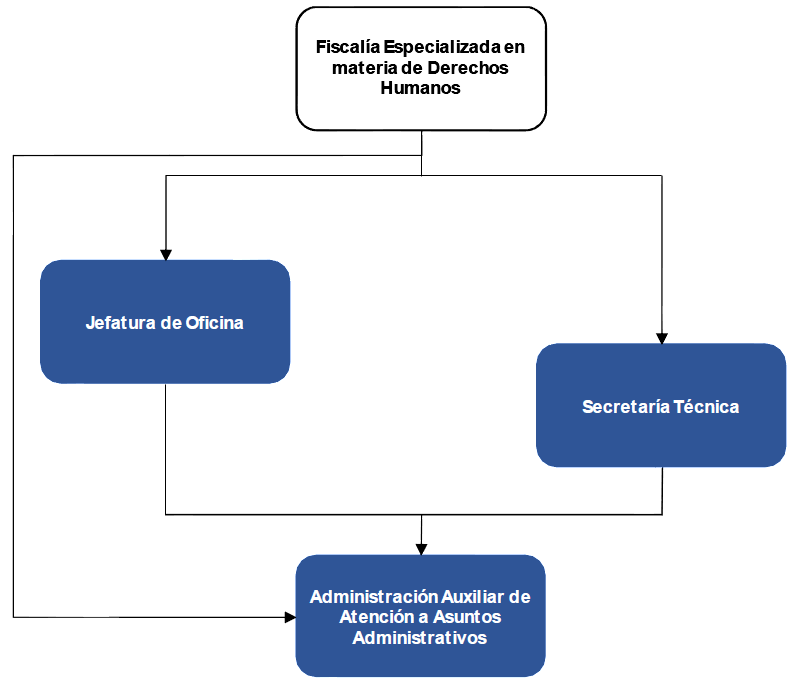 Fiscalía Especializada en
materia de Derechos
Humanos
Jefatura de Oficina
Secretaría Técnica
Administración Auxiliar de
Atención a Asuntos
Administrativos